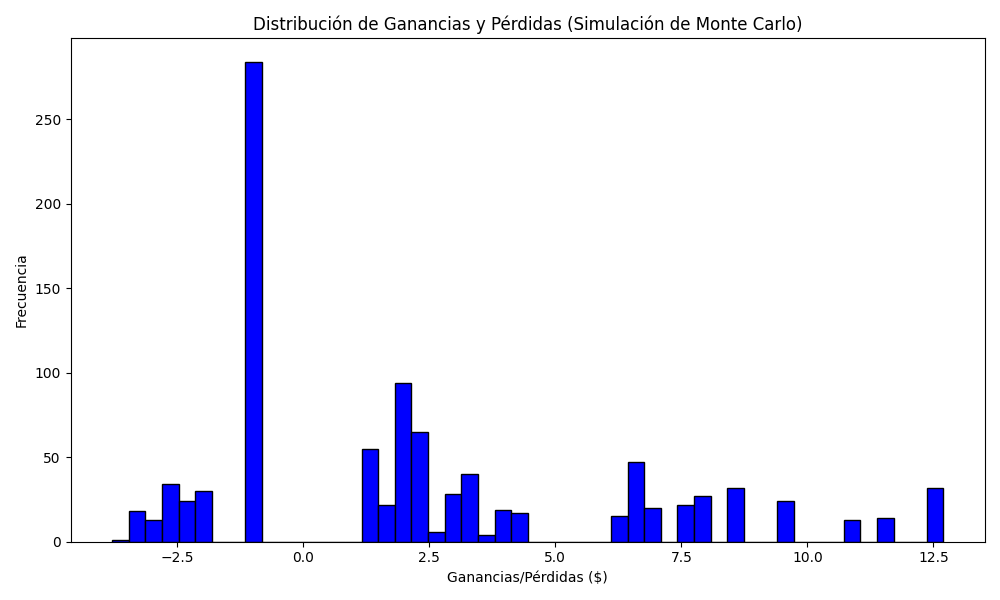 Distribución de Ganancias y Pérdidas (Simulación de Monte Carlo)
Frecuencia
250
200
150
100
50
0
−2.5 0.0 2.5 5.0 7.5 10.0 12.5
Ganancias/Pérdidas ($)